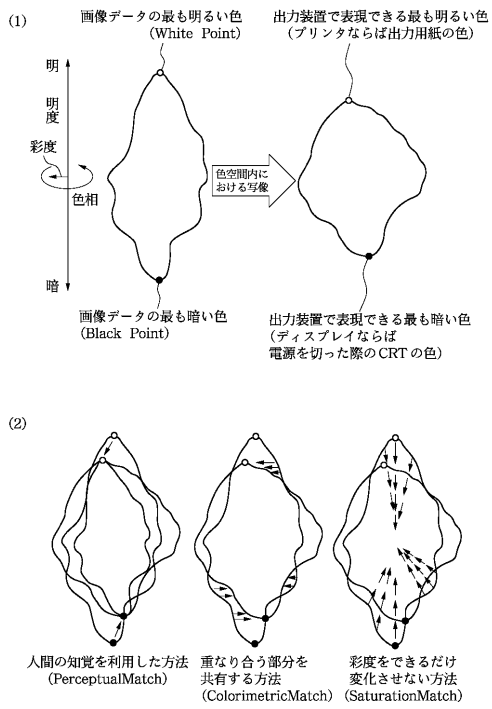 (1)
画像データの最も明るい色
(White Point)
出力装置で表現できる最も明るい色
(プリンタならば出力用紙の色)
明
明度
彩度
色相
暗
色空間内に
おける写像
画像データの最も暗い色
(Black Point)
出力装置で表現できる最も暗い色
(ディスプレイならば
電源を切った際のCRTの色)
(2)
人間の知覚を利用した方法
(PerceptualMatch)
重なり合う部分を
共有する方法
(ColorimetricMatch)
彩度をできるだけ
変化させない方法
(SaturationMatch)